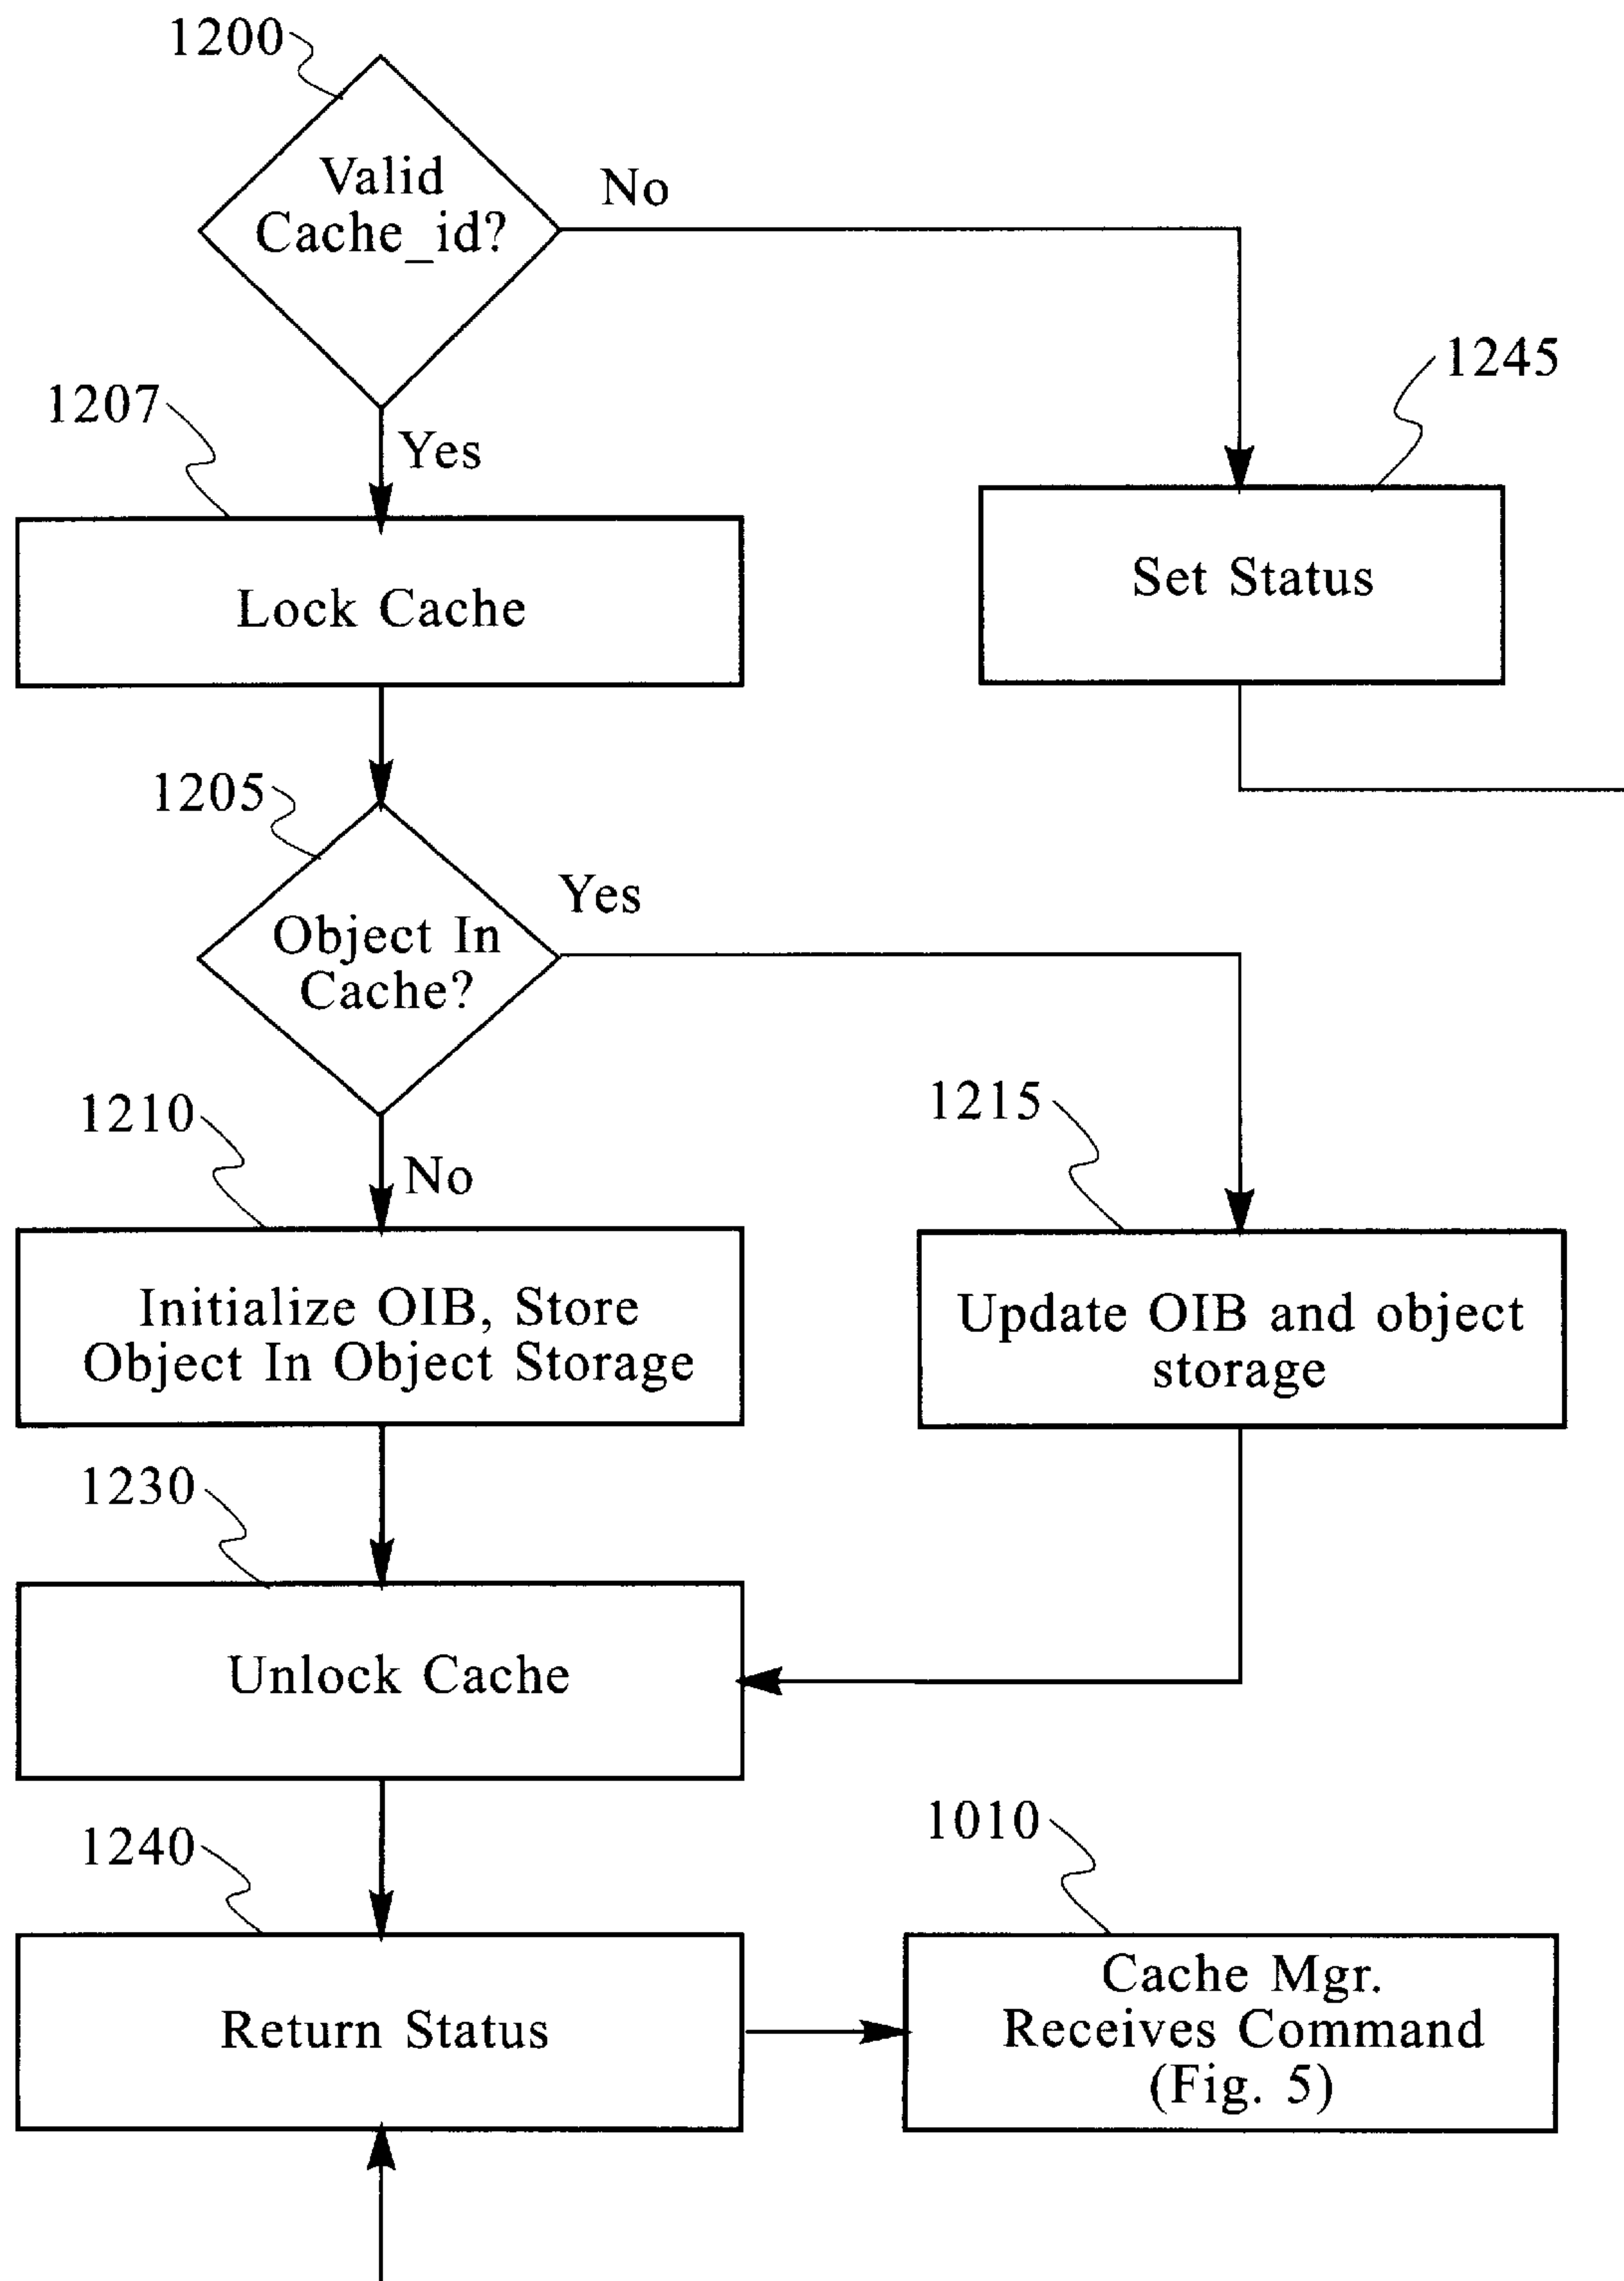 1200
Valid
Cache_id?
No
Yes
1207
Lock Cache
1245
Set Status
1205
Object In
Cache?
Yes
No
1210
Initialize OIB, Store
Object In Object Storage
1215
Update OIB and object
storage
1230
Unlock Cache
1240
Return Status
1010
Cache Mgr.
Receives Command
(Fig. 5)